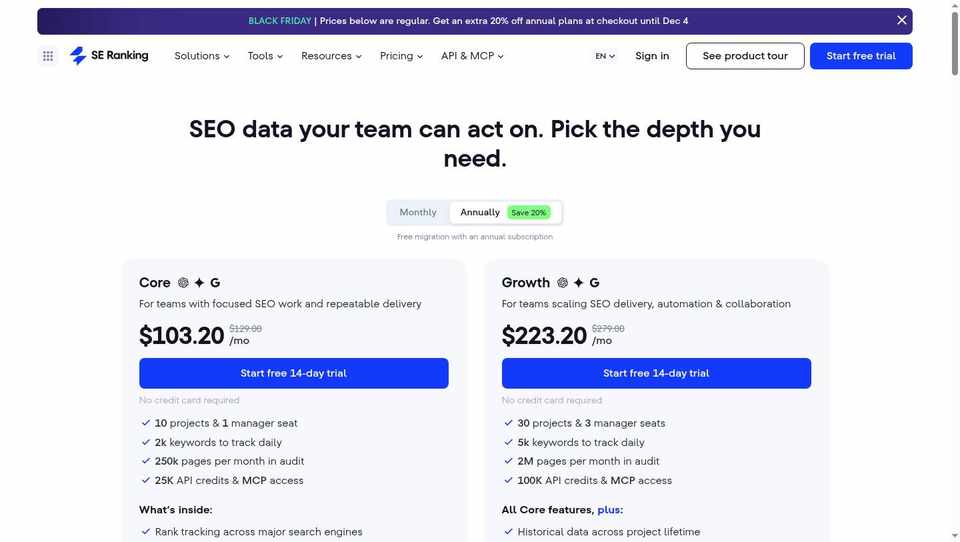 BLACK FRIDAY | Prices below are regular. Get an extra 20% off annual plans at checkout until Dec 4
SE Ranking
Solutions
Tools
Resources
Pricing
API & MCP
EN
Sign in
See product tour
Start free trial
SEO data your team can act on. Pick the depth you
need.
Monthly
Annually
Save 20%
Free migration with an annual subscription
Core
For teams with focused SEO work and repeatable delivery
$103.20
$129.00
/mo
Start free 14-day trial
No credit card required
10 projects & 1 manager seat
2k keywords to track daily
250k pages per month in audit
25K API credits & MCP access
What's inside:
Rank tracking across major search engines
Growth
For teams scaling SEO delivery, automation & collaboration
$223.20
$279.00
/mo
Start free 14-day trial
No credit card required
30 projects & 3 manager seats
5k keywords to track daily
2M pages per month in audit
100K API credits & MCP access
All Core features, plus:
Historical data across project lifetime